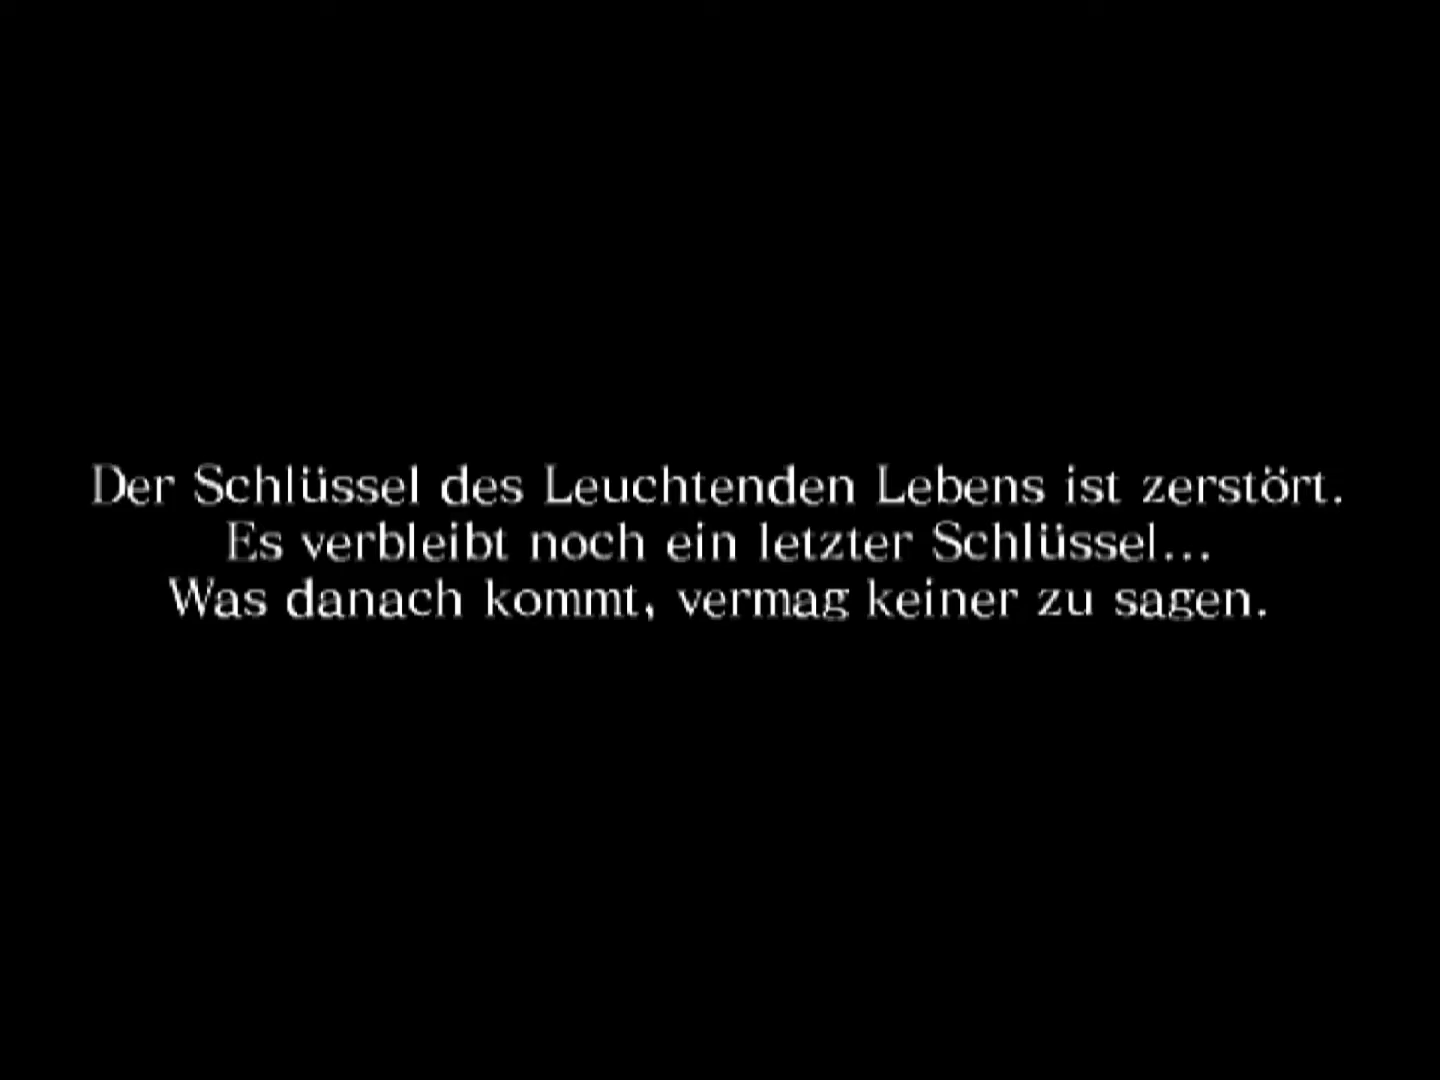 Der Schlüssel des Leuchtenden Lebens ist zerstört.
Es verbleibt noch ein letzter Schlüssel...
Was danach kommt, vermag keiner zu sagen.